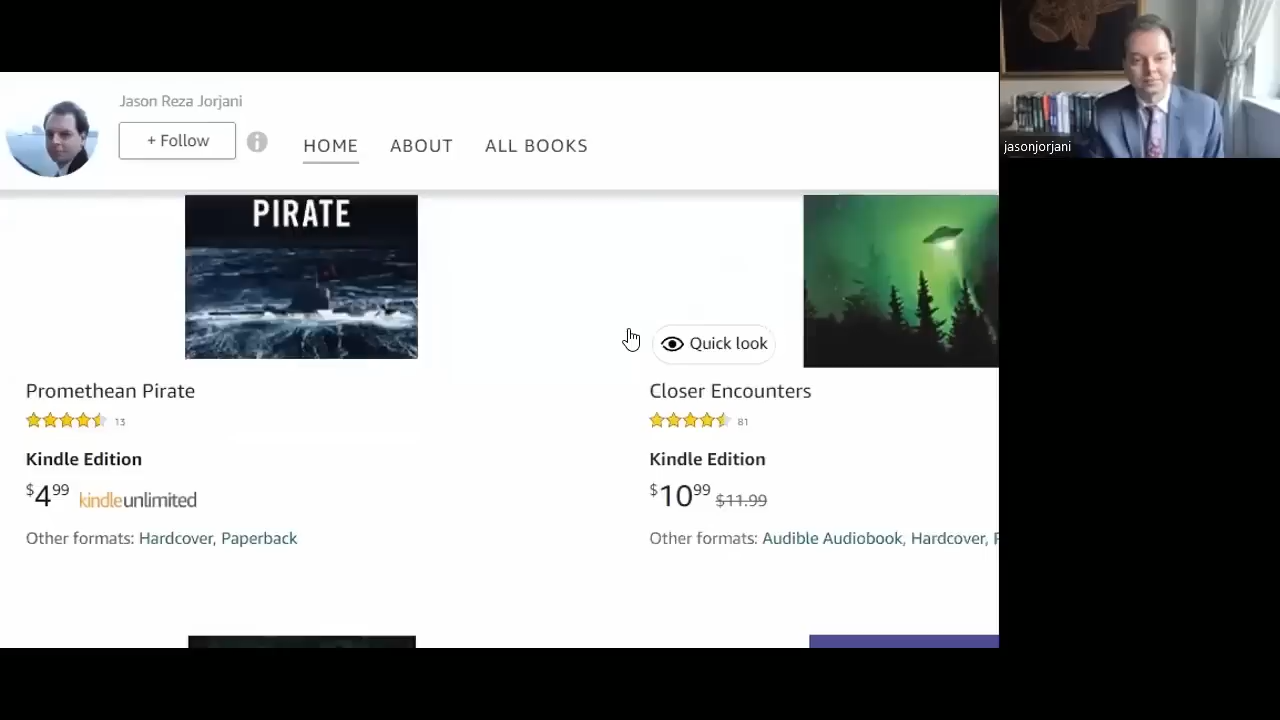 Jason Reza Jorjani
+ Follow
HOME
ABOUT
ALL BOOKS
jasonjorjani
PIRATE
Quick look
Promethean Pirate
13
Kindle Edition
$4.99 kindleunlimited
Other formats: Hardcover, Paperback
Closer Encounters
81
Kindle Edition
$10.99 $11.99
Other formats: Audible Audiobook, Hardcover,